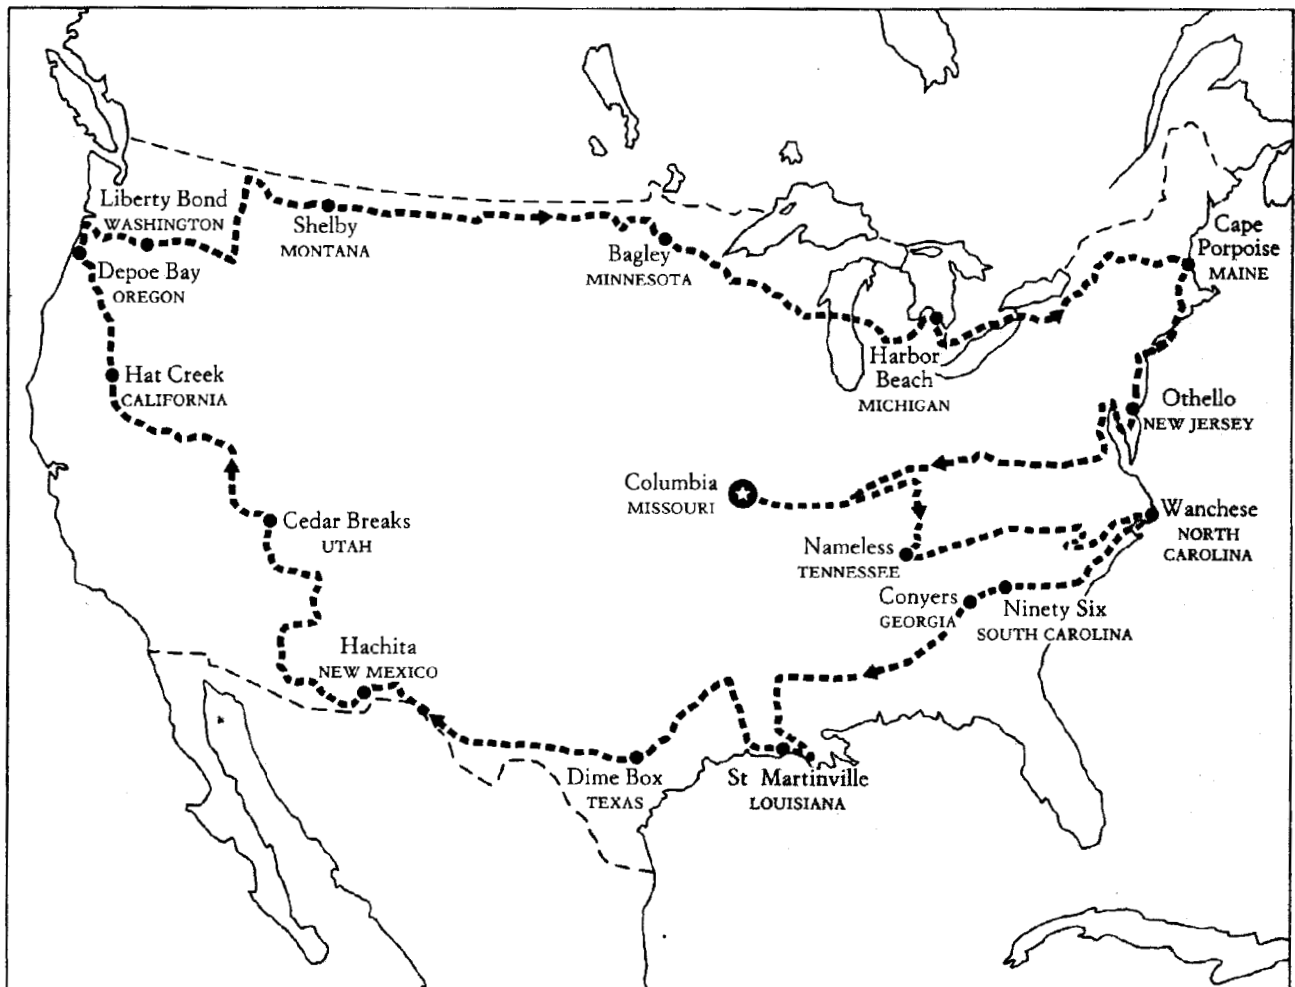 Liberty Bond
WASHINGTON
Shelby
MONTANA
Bagley
MINNESOTA
Cape
Porpoise
MAINE
Depoe Bay
OREGON
Harbor
Beach
MICHIGAN
Hat Creek
CALIFORNIA
Othello
NEW JERSEY
Columbia
MISSOURI
Cedar Breaks
UTAH
Wanchese
NORTH
CAROLINA
Nameless
TENNESSEE
Conyers
GEORGIA
Ninety Six
SOUTH CAROLINA
Hachita
NEW MEXICO
Dime Box
TEXAS
St Martinville
LOUISIANA